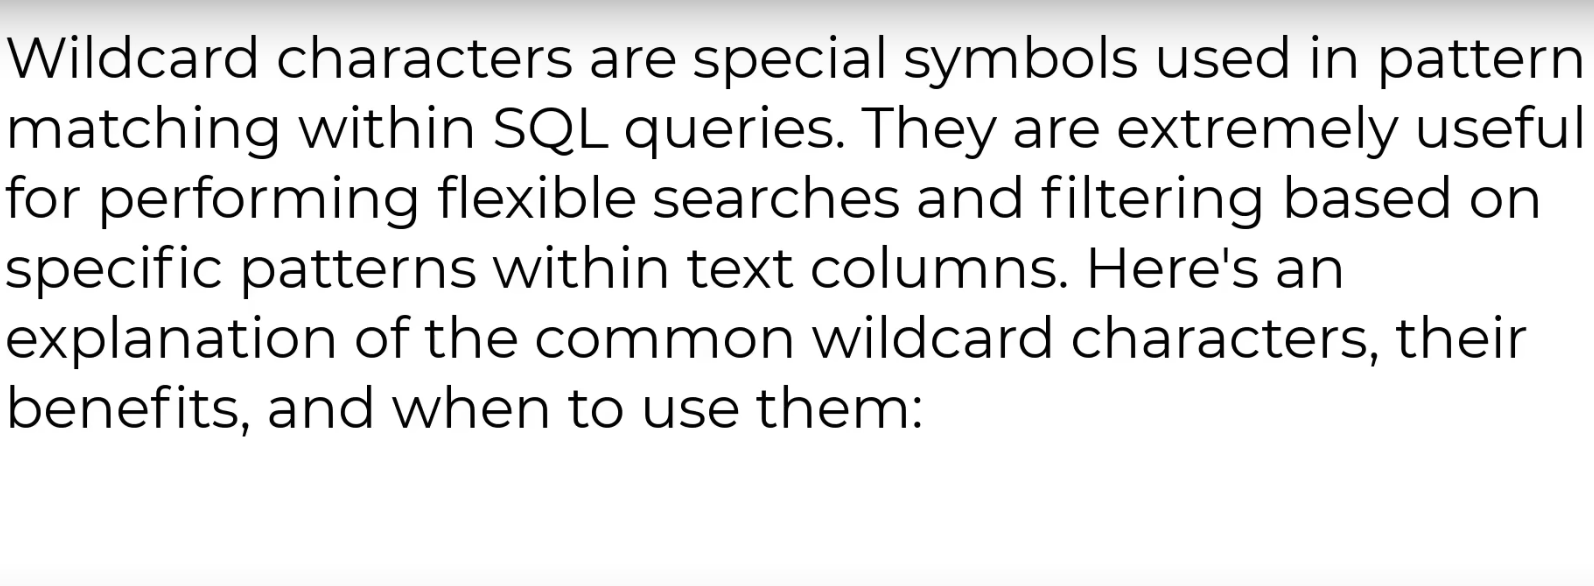 Wildcard characters are special symbols used in pattern
matching within SQL queries. They are extremely useful
for performing flexible searches and filtering based on
specific patterns within text columns. Here's an
explanation of the common wildcard characters, their
benefits, and when to use them: